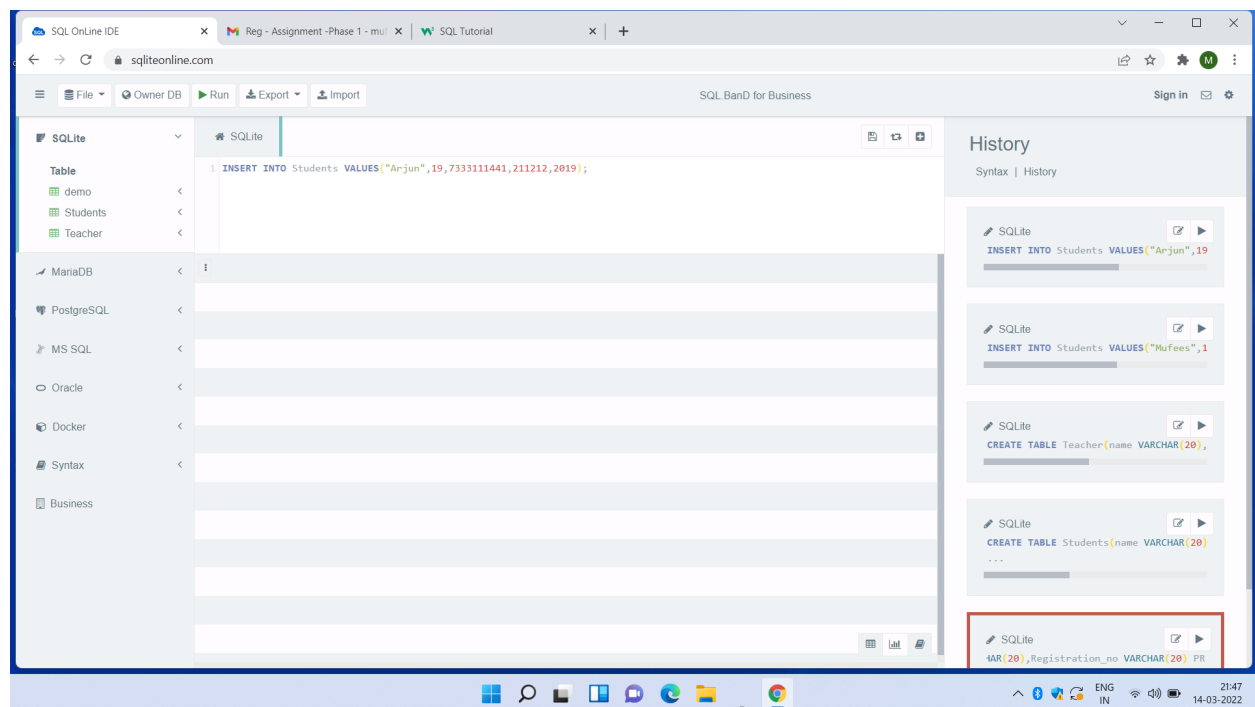 SQL OnLine IDE
Reg - Assignment -Phase 1 - muf
SQL Tutorial
sqliteonline.com
M
File
Owner DB
Run
Export
Import
SQL BanD for Business
Sign in
SQLite
Table
demo
Students
Teacher
MariaDB
PostgreSQL
MS SQL
Oracle
Docker
Syntax
Business
SQLite
1 INSERT INTO Students VALUES("Arjun",19,7333111441,211212,2019);
History
Syntax | History
SQLite
INSERT INTO Students VALUES("Arjun",19
SQLite
INSERT INTO Students VALUES("Mufees",1
SQLite
CREATE TABLE Teacher(name VARCHAR(20),
SQLite
CREATE TABLE Students(name VARCHAR(20)
...
SQLite
HAR(20),Registration_no VARCHAR(20) PR
ENG
IN
21:47
14-03-2022